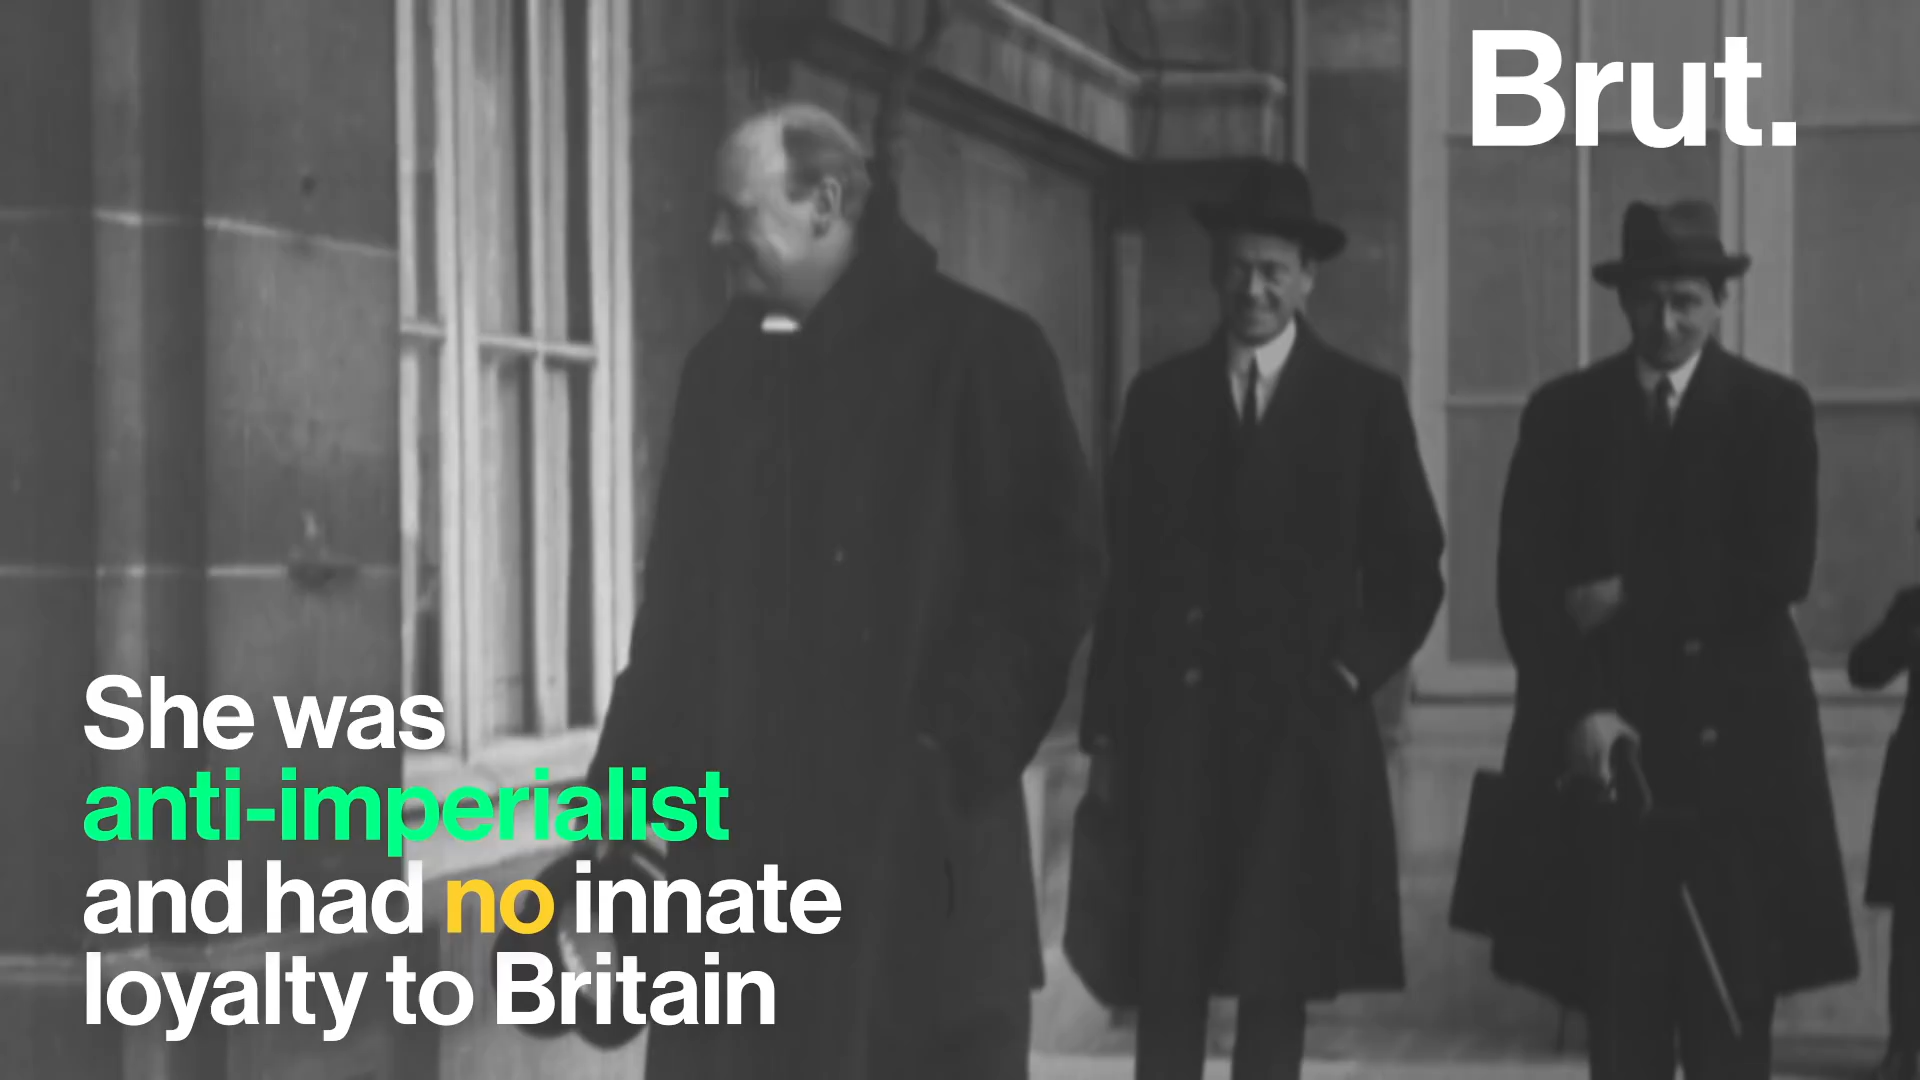 Brut.
She was
anti-imperialist
and had no innate
loyalty to Britain